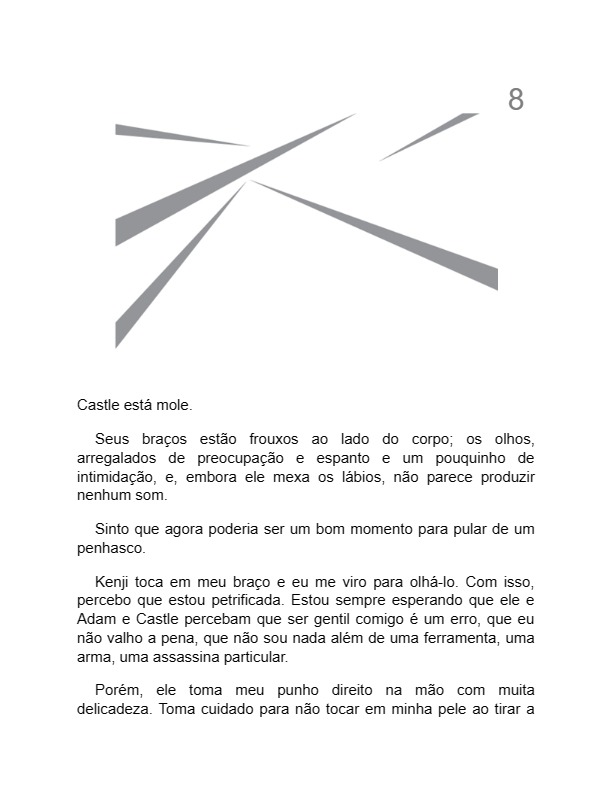 8
Castle está mole.
Seus braços estão frouxos ao lado do corpo; os olhos,
arregalados de preocupação e espanto e um pouquinho de
intimidação, e, embora ele mexa os lábios, não parece produzir
nenhum som.
Sinto que agora poderia ser um bom momento para pular de um
penhasco.
Kenji toca em meu braço e eu me viro para olhá-lo. Com isso,
percebo que estou petrificada. Estou sempre esperando que ele e
Adam e Castle percebam que ser gentil comigo é um erro, que eu
não valho a pena, que não sou nada além de uma ferramenta, uma
arma, uma assassina particular.
Porém, ele toma meu punho direito na mão com muita
delicadeza. Toma cuidado para não tocar em minha pele ao tirar a